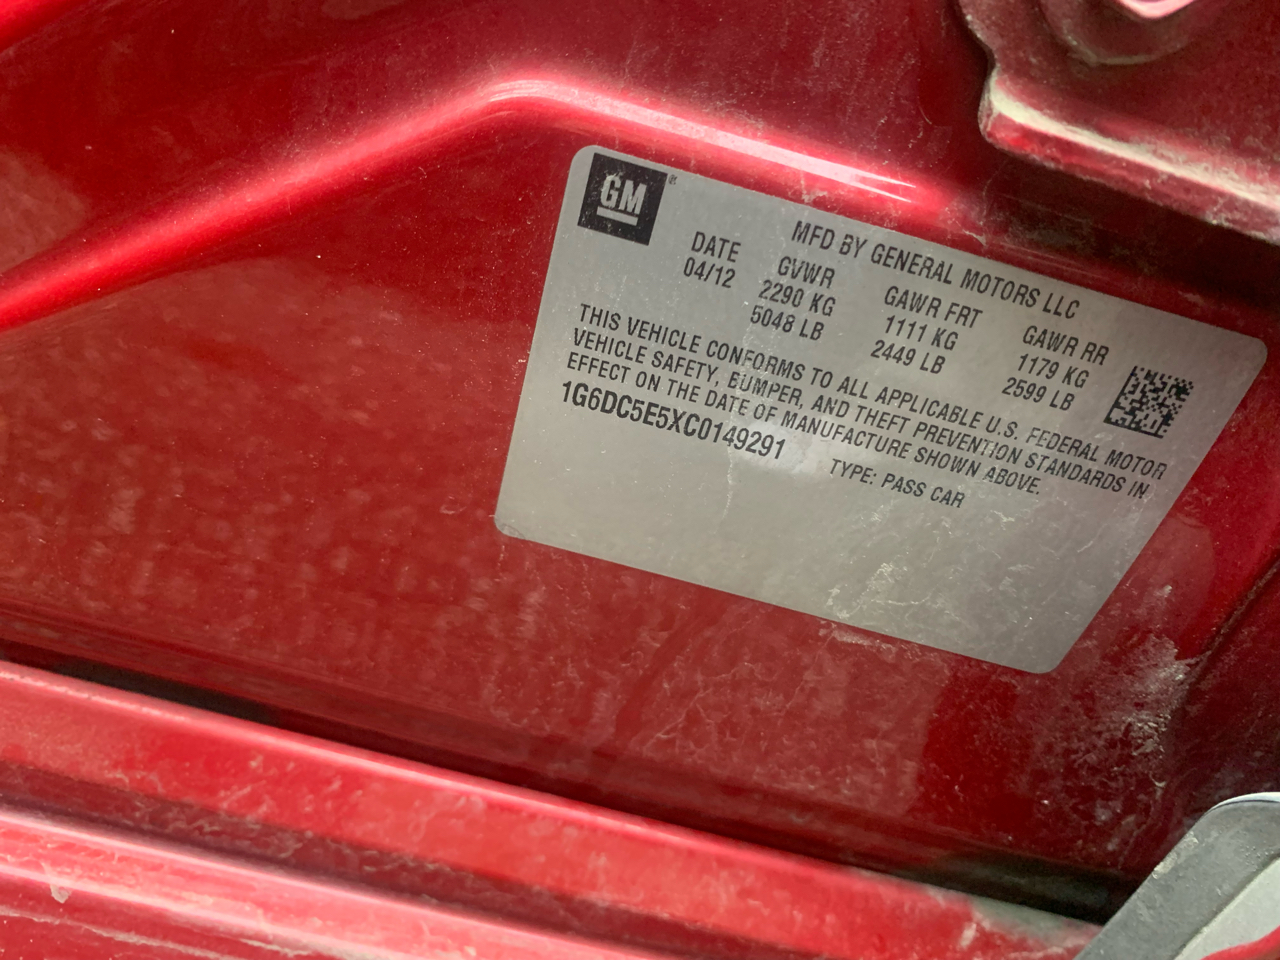 GM
MFD BY GENERAL MOTORS LLC
DATE GVWR GAWR FRT GAWR RR
04/12 2290 KG 1111 KG 1179 KG
5048 LB 2449 LB 2599 LB
THIS VEHICLE CONFORMS TO ALL APPLICABLE U.S. FEDERAL MOTOR
VEHICLE SAFETY, BUMPER, AND THEFT PREVENTION STANDARDS IN
EFFECT ON THE DATE OF MANUFACTURE SHOWN ABOVE.
1G6DC5E5XC0149291 TYPE: PASS CAR